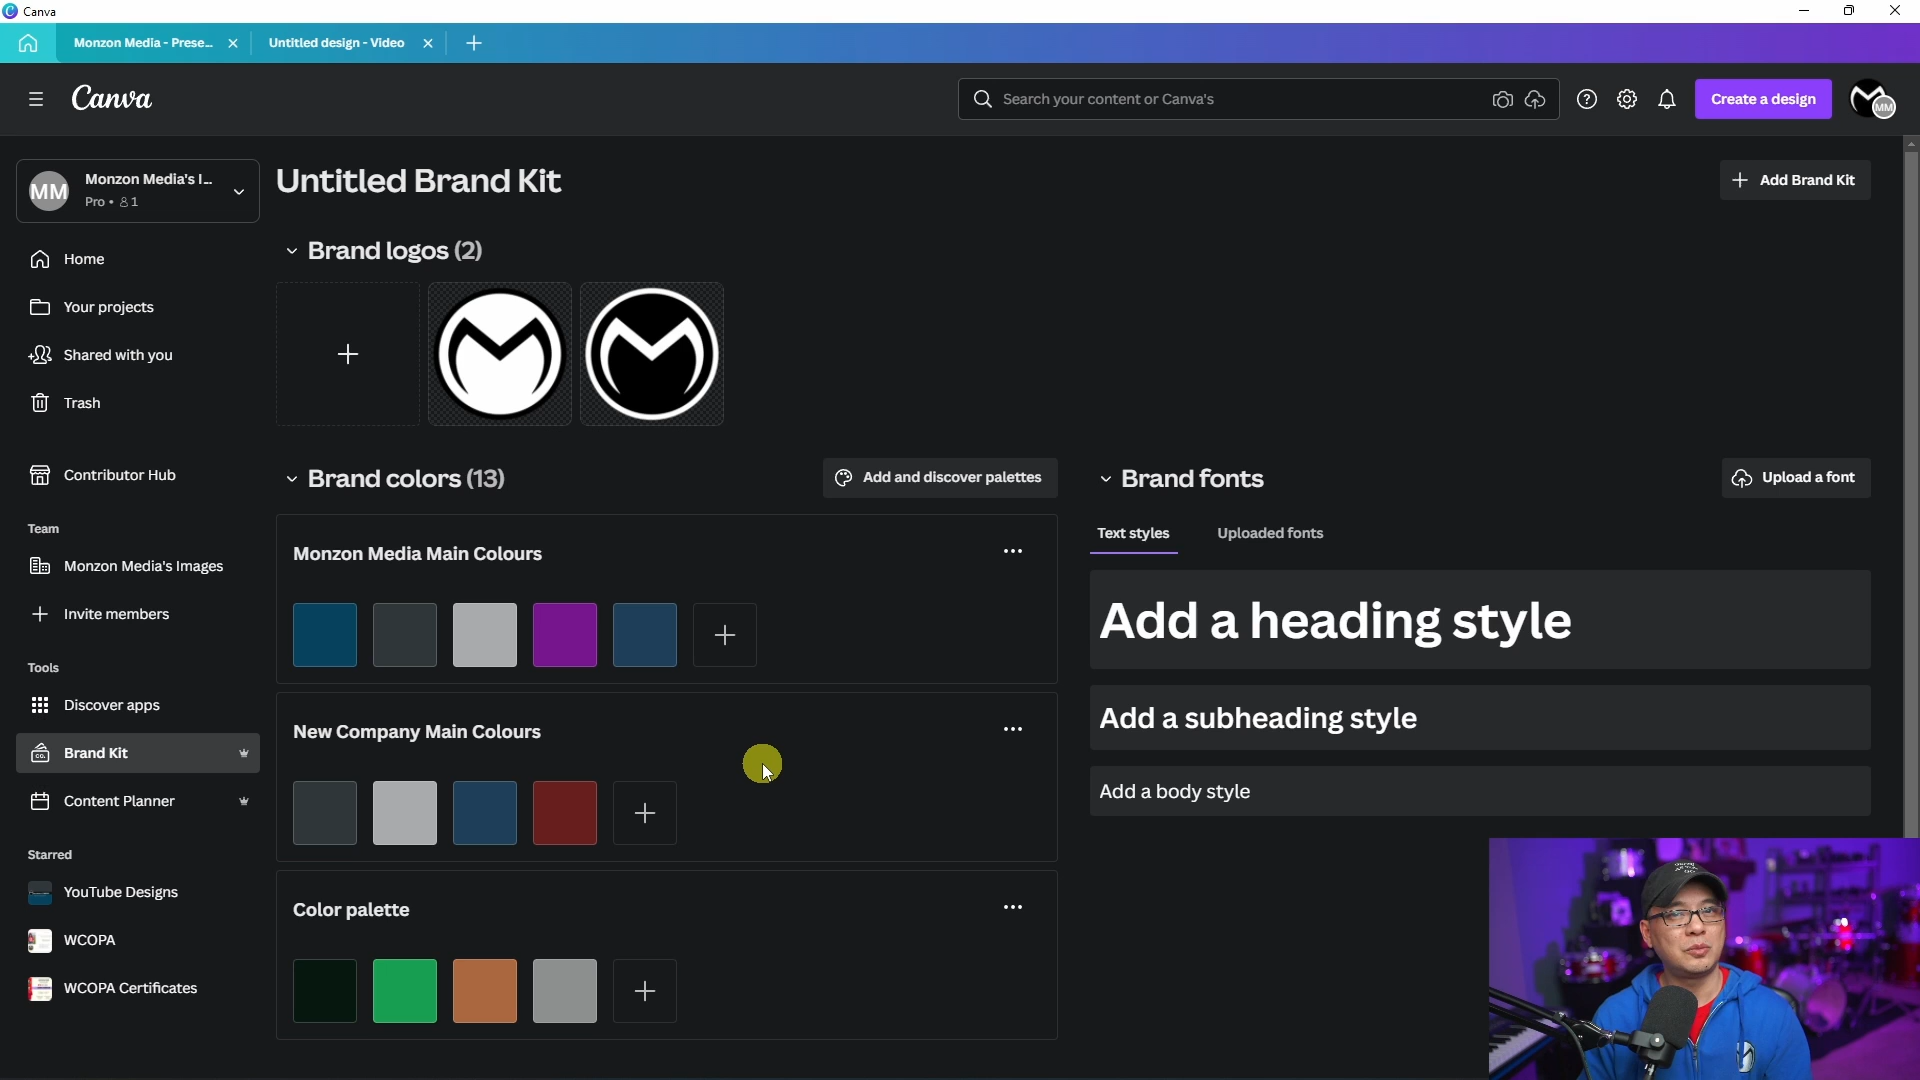 Canva
Monzon Media - Prese...
Untitled design - Video
Canva
Search your content or Canva's
Create a design
MM
MM
Monzon Media's I...
Pro • 1
Untitled Brand Kit
Add Brand Kit
Home
Your projects
Shared with you
Trash
Contributor Hub
Team
Monzon Media's Images
Invite members
Tools
Discover apps
Brand Kit
Content Planner
Starred
YouTube Designs
WCOPA
WCOPA Certificates
Brand logos (2)
Brand colors (13)
Add and discover palettes
Monzon Media Main Colours
New Company Main Colours
Color palette
Brand fonts
Upload a font
Text styles
Uploaded fonts
Add a heading style
Add a subheading style
Add a body style